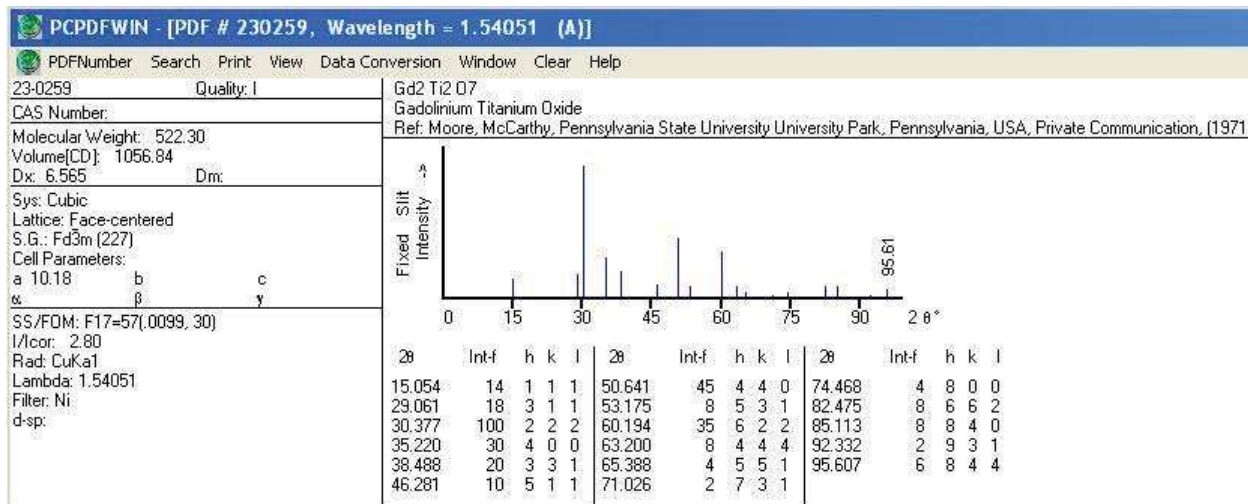 PCPDFWIN - [PDF # 230259, Wavelength = 1.54051 (A)]
PDFNumber Search Print View Data Conversion Window Clear Help
23-0259 Quality: I
CAS Number:
Molecular Weight: 522.30
Volume[CD]: 1056.84
Dx: 6.565 Dm:
Sys: Cubic
Lattice: Face-centered
S.G.: Fd3̄m (227)
Cell Parameters:
a 10.18 b c
α β γ
SS/FOM: F17=57(.0099, 30)
I/Icor: 2.80
Rad: CuKa1
Lambda: 1.54051
Filter: Ni
d-sp:
Gd2 Ti2 O7
Gadolinium Titanium Oxide
Ref: Moore, McCarthy, Pennsylvania State University University Park, Pennsylvania, USA, Private Communication, (1971
Fixed Slit
Intensity ->
95.61
0 15 30 45 60 75 90 2 θ °
2θ Int-f h k l 2θ Int-f h k l 2θ Int-f h k l
15.054 14 1 1 1 50.641 45 4 4 0 74.468 4 8 0 0
29.061 18 3 1 1 53.175 8 5 3 1 82.475 8 6 6 2
30.377 100 2 2 2 60.194 35 6 2 2 85.113 8 8 4 0
35.220 30 4 0 0 63.200 8 4 4 4 92.332 2 9 3 1
38.488 20 3 3 1 65.388 4 5 5 1 95.607 6 8 4 4
46.281 10 5 1 1 71.026 2 7 3 1